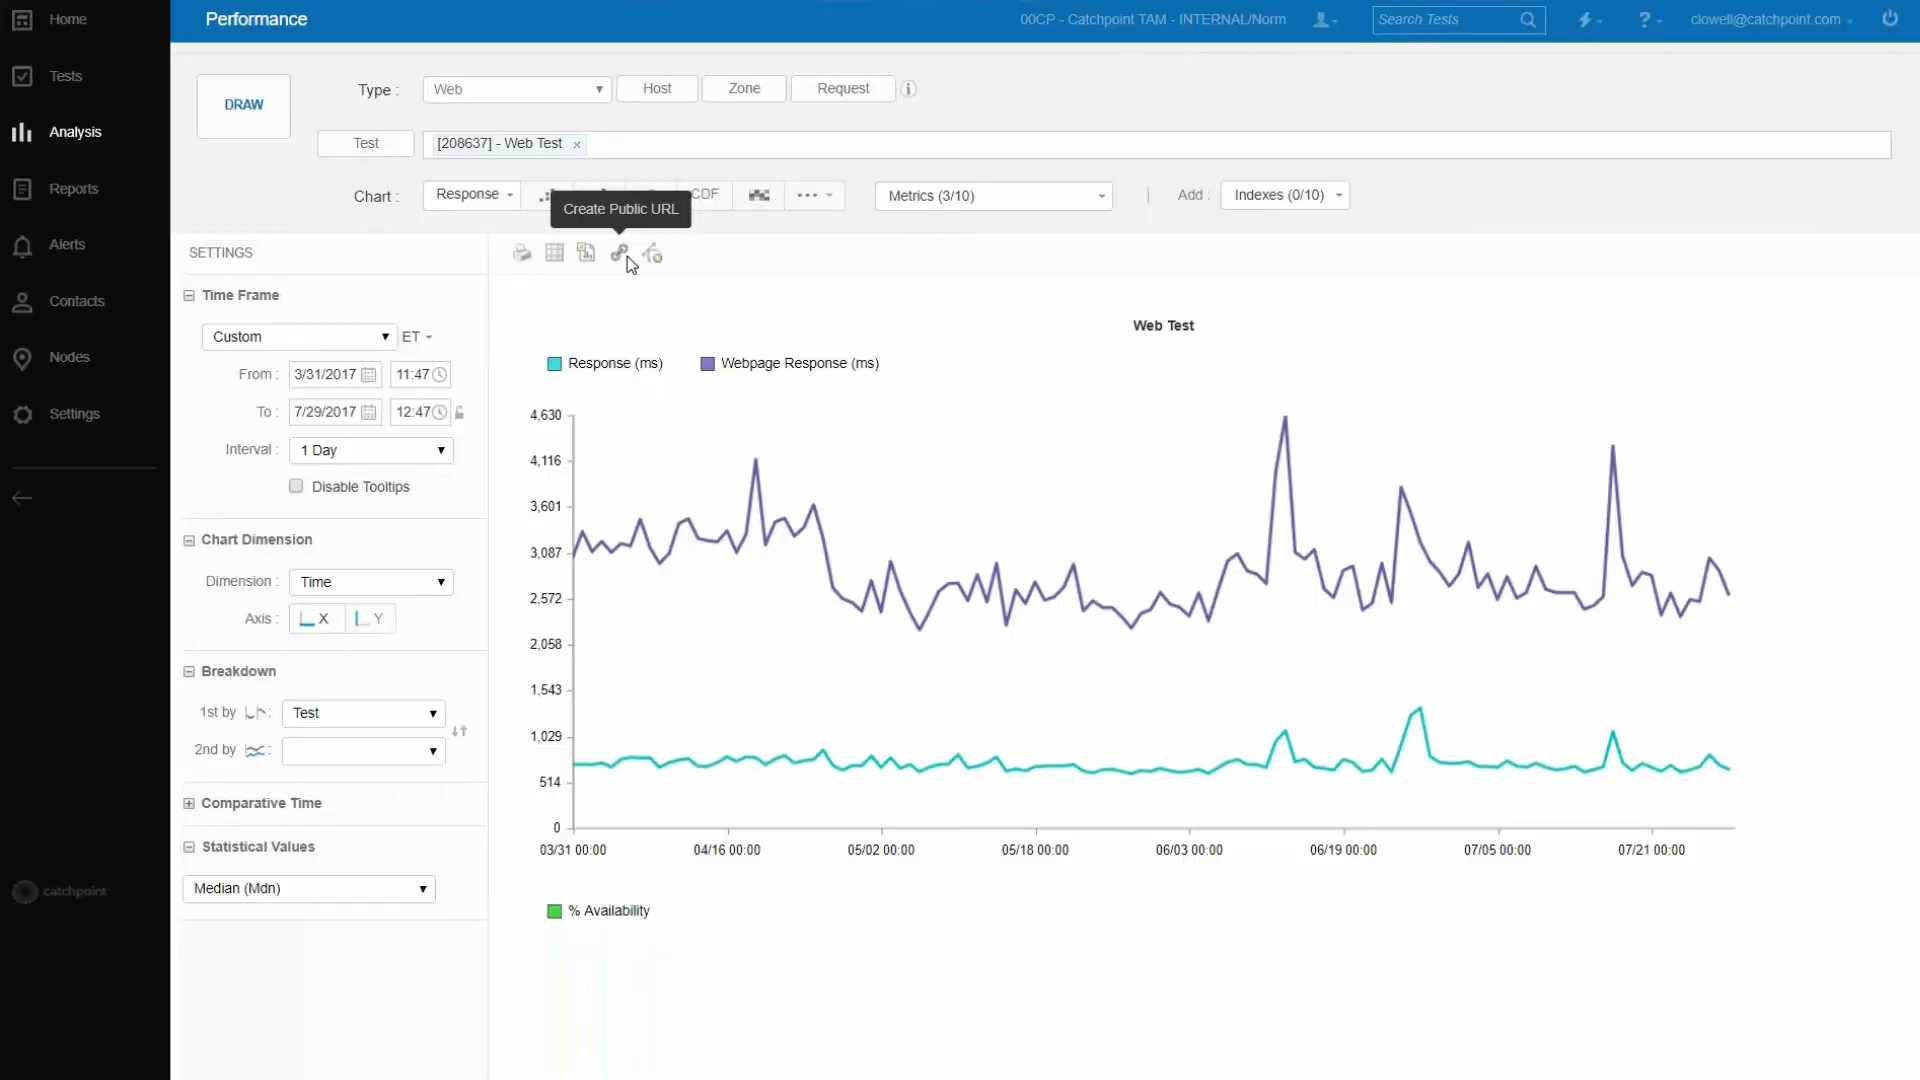 Home
Performance
00CP - Catchpoint TAM - INTERNAL/Norm
Search Tests
?
clowell@catchpoint.com
Tests
Analysis
Reports
Alerts
Contacts
Nodes
Settings
catchpoint
DRAW
Type :
Web
Host
Zone
Request
Test
[208637] - Web Test ×
Chart :
Response
CDF
Metrics (3/10)
Add :
Indexes (0/10)
Create Public URL
SETTINGS
Time Frame
Custom
ET
From :
3/31/2017
11:47
To :
7/29/2017
12:47
Interval :
1 Day
Disable Tooltips
Chart Dimension
Dimension :
Time
Axis :
X
Y
Breakdown
1st by :
Test
2nd by :
Comparative Time
Statistical Values
Median (Mdn)
Web Test
Response (ms)
Webpage Response (ms)
4,630
4,116
3,601
3,087
2,572
2,058
1,543
1,029
514
0
03/31 00:00
04/16 00:00
05/02 00:00
05/18 00:00
06/03 00:00
06/19 00:00
07/05 00:00
07/21 00:00
% Availability